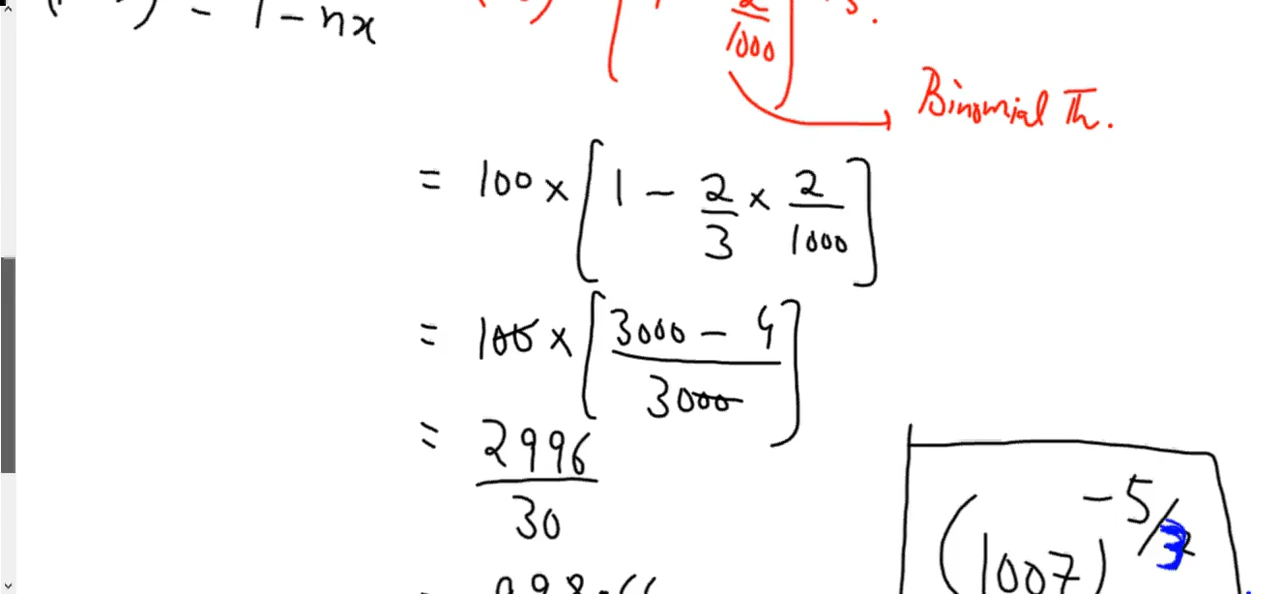 ) = 1 - nx
2/1000
Binomial Th.
= 100 × [1 - 2/3 × 2/1000]
= 100 × [3000 - 4 / 3000]
= 2996/30
(1007)^-5/3